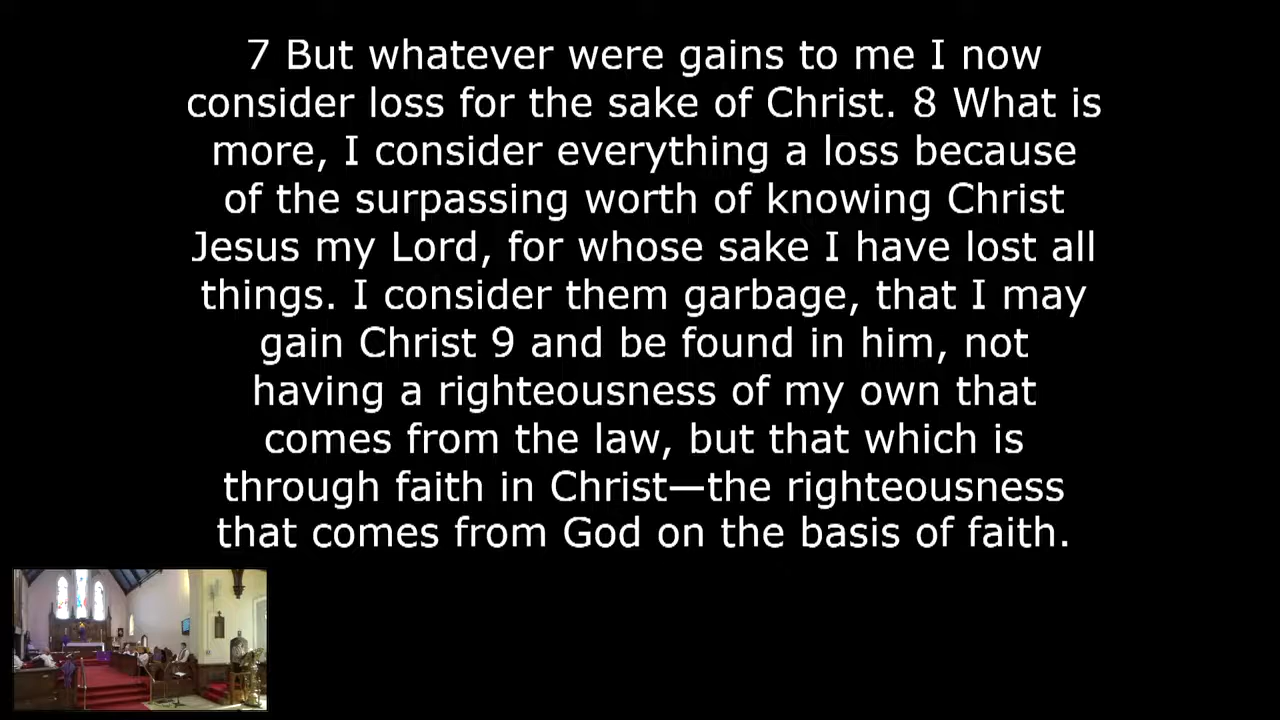 7 But whatever were gains to me I now
consider loss for the sake of Christ. 8 What is
more, I consider everything a loss because
of the surpassing worth of knowing Christ
Jesus my Lord, for whose sake I have lost all
things. I consider them garbage, that I may
gain Christ 9 and be found in him, not
having a righteousness of my own that
comes from the law, but that which is
through faith in Christ—the righteousness
that comes from God on the basis of faith.